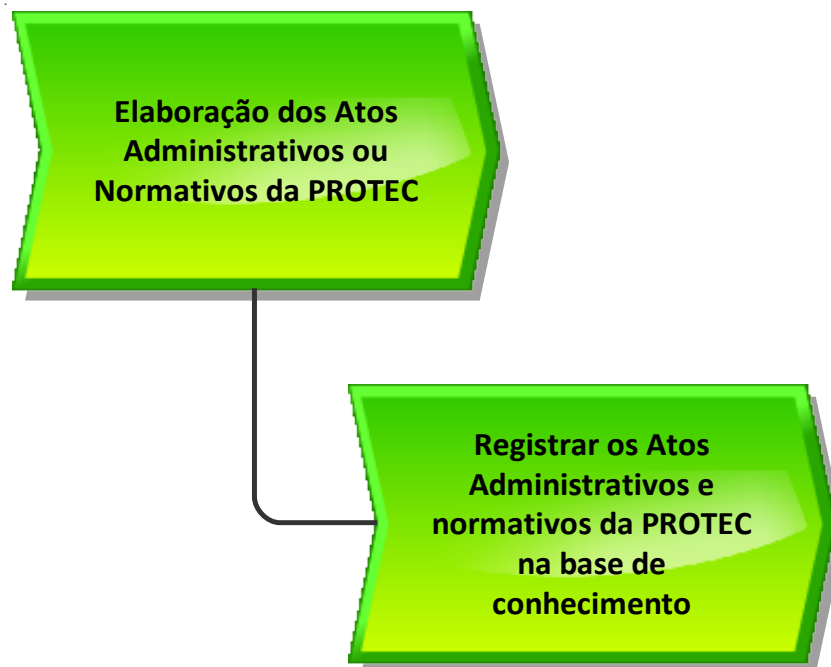 Elaboração dos Atos
Administrativos ou
Normativos da PROTEC
Registrar os Atos
Administrativos e
normativos da PROTEC
na base de
conhecimento